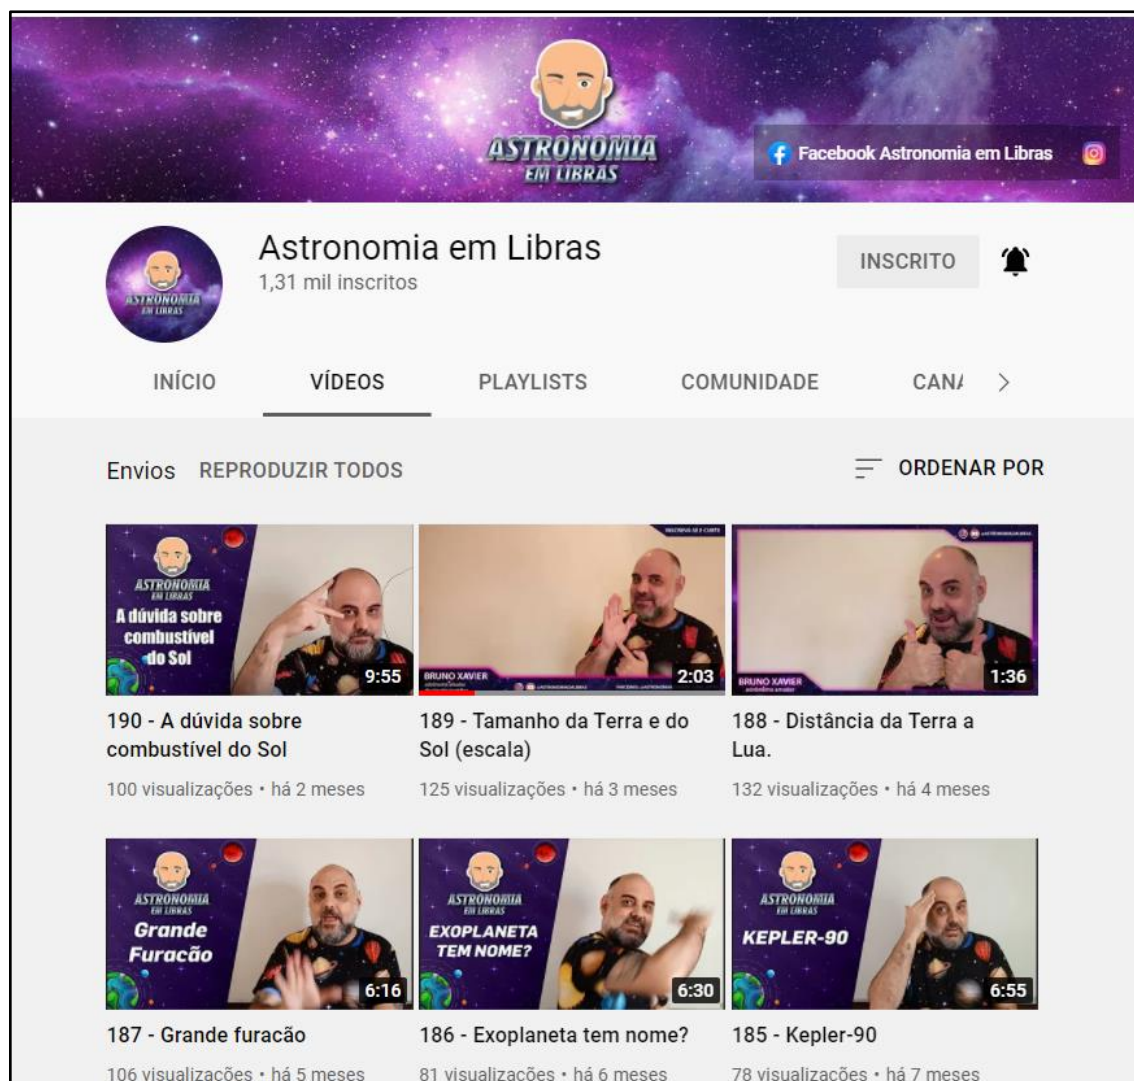 ASTRONOMIA
EM LIBRAS
Facebook Astronomia em Libras
Astronomia em Libras
1,31 mil inscritos
INSCRITO
ASTRONOMIA
EM LIBRAS
INÍCIO VÍDEOS PLAYLISTS COMUNIDADE CANA
Envios REPRODUZIR TODOS ORDENAR POR
ASTRONOMIA
EM LIBRAS
A dúvida sobre
combustível
do Sol
9:55
INSCREVA-SE E CURTA
BRUNO XAVIER
2:03
BRUNO XAVIER
astrônomo amador
1:36
190 - A dúvida sobre
combustível do Sol
100 visualizações • há 2 meses
189 - Tamanho da Terra e do
Sol (escala)
125 visualizações • há 3 meses
188 - Distância da Terra a
Lua.
132 visualizações • há 4 meses
ASTRONOMIA
EM LIBRAS
Grande
Furacão
6:16
ASTRONOMIA
EM LIBRAS
EXOPLANETA
TEM NOME?
6:30
ASTRONOMIA
EM LIBRAS
KEPLER-90
6:55
187 - Grande furacão
106 visualizações • há 5 meses
186 - Exoplaneta tem nome?
81 visualizações • há 6 meses
185 - Kepler-90
78 visualizações • há 7 meses